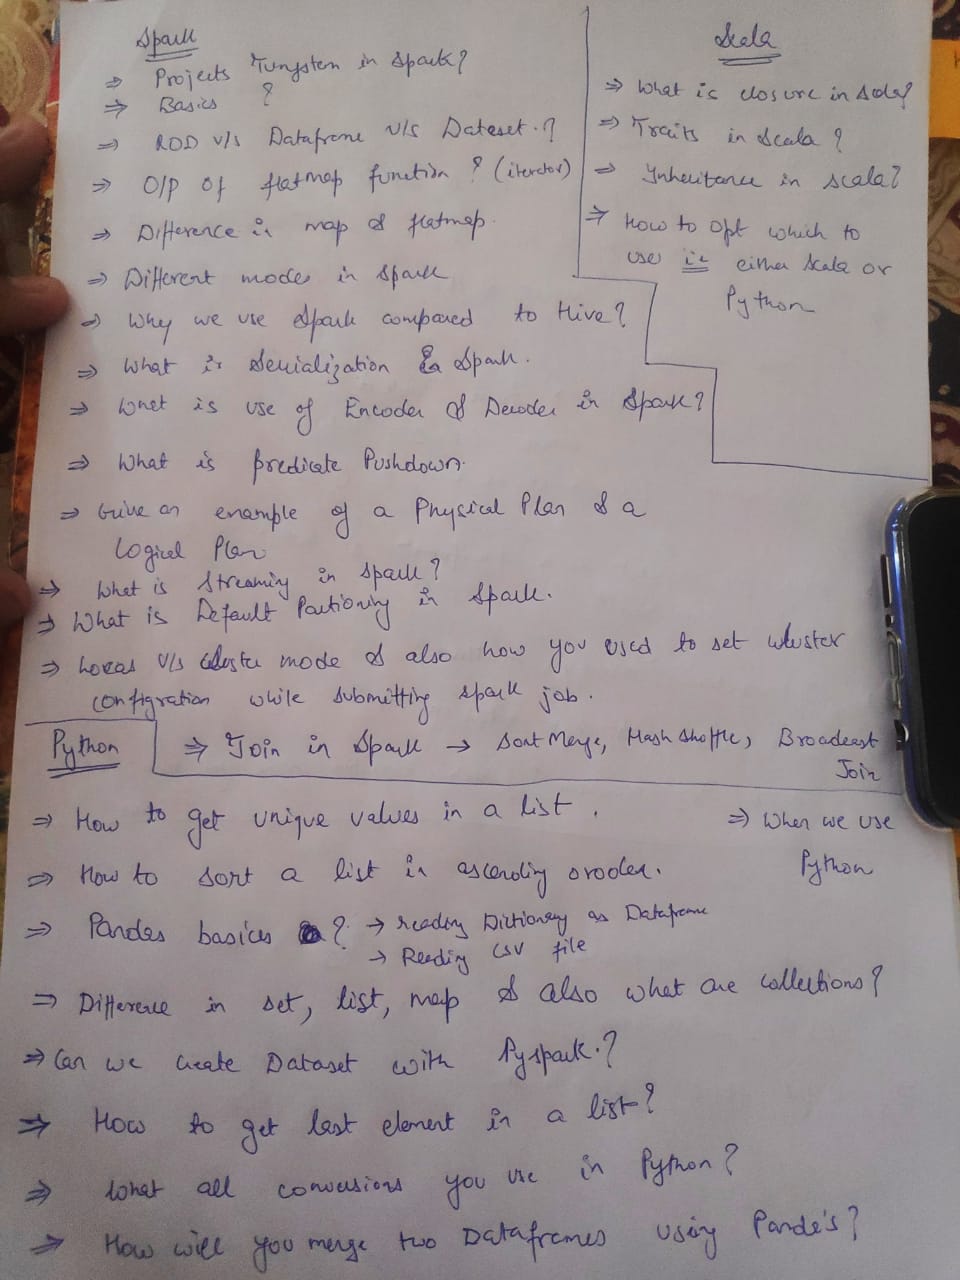 Spark
⇒ Projects Tungsten in Spark?
⇒ Basics ?
⇒ RDD v/s Dataframe v/s Dataset.?
⇒ O/P of flatmap function? (iterator)
⇒ Difference in map & flatmap.
⇒ Different modes in Spark
⇒ Why we use Spark compared to Hive?
⇒ What is Serialization in Spark.
⇒ What is use of Encoder & Decoder in Spark?
⇒ What is predicate Pushdown.
⇒ Give an example of a Physical Plan & a
Logical Plan
⇒ What is Streaming in Spark?
⇒ What is Default Partioning in Spark.
⇒ Local v/s cluster mode & also how you used to set cluster
configration while submitting spark job.
⇒ Join in Spark → Sort Merge, Hash Shuffle, Broadcast
Join
Scala
⇒ What is closure in Scala?
⇒ Traits in Scala?
⇒ Inheritance in Scala?
⇒ How to opt which to
use ie either Scala or
Python
Python
⇒ How to get unique values in a list.
⇒ When we use
Python
⇒ How to sort a list in ascending order.
⇒ Pandas basics ? → reading Dictionary as Dataframe
→ Reading CSV file
⇒ Difference in set, list, map & also what are collections?
⇒ Can we create Dataset with Pyspark.?
⇒ How to get last element in a list?
⇒ What all conversions you use in Python?
⇒ How will you merge two Dataframes using Panda's?